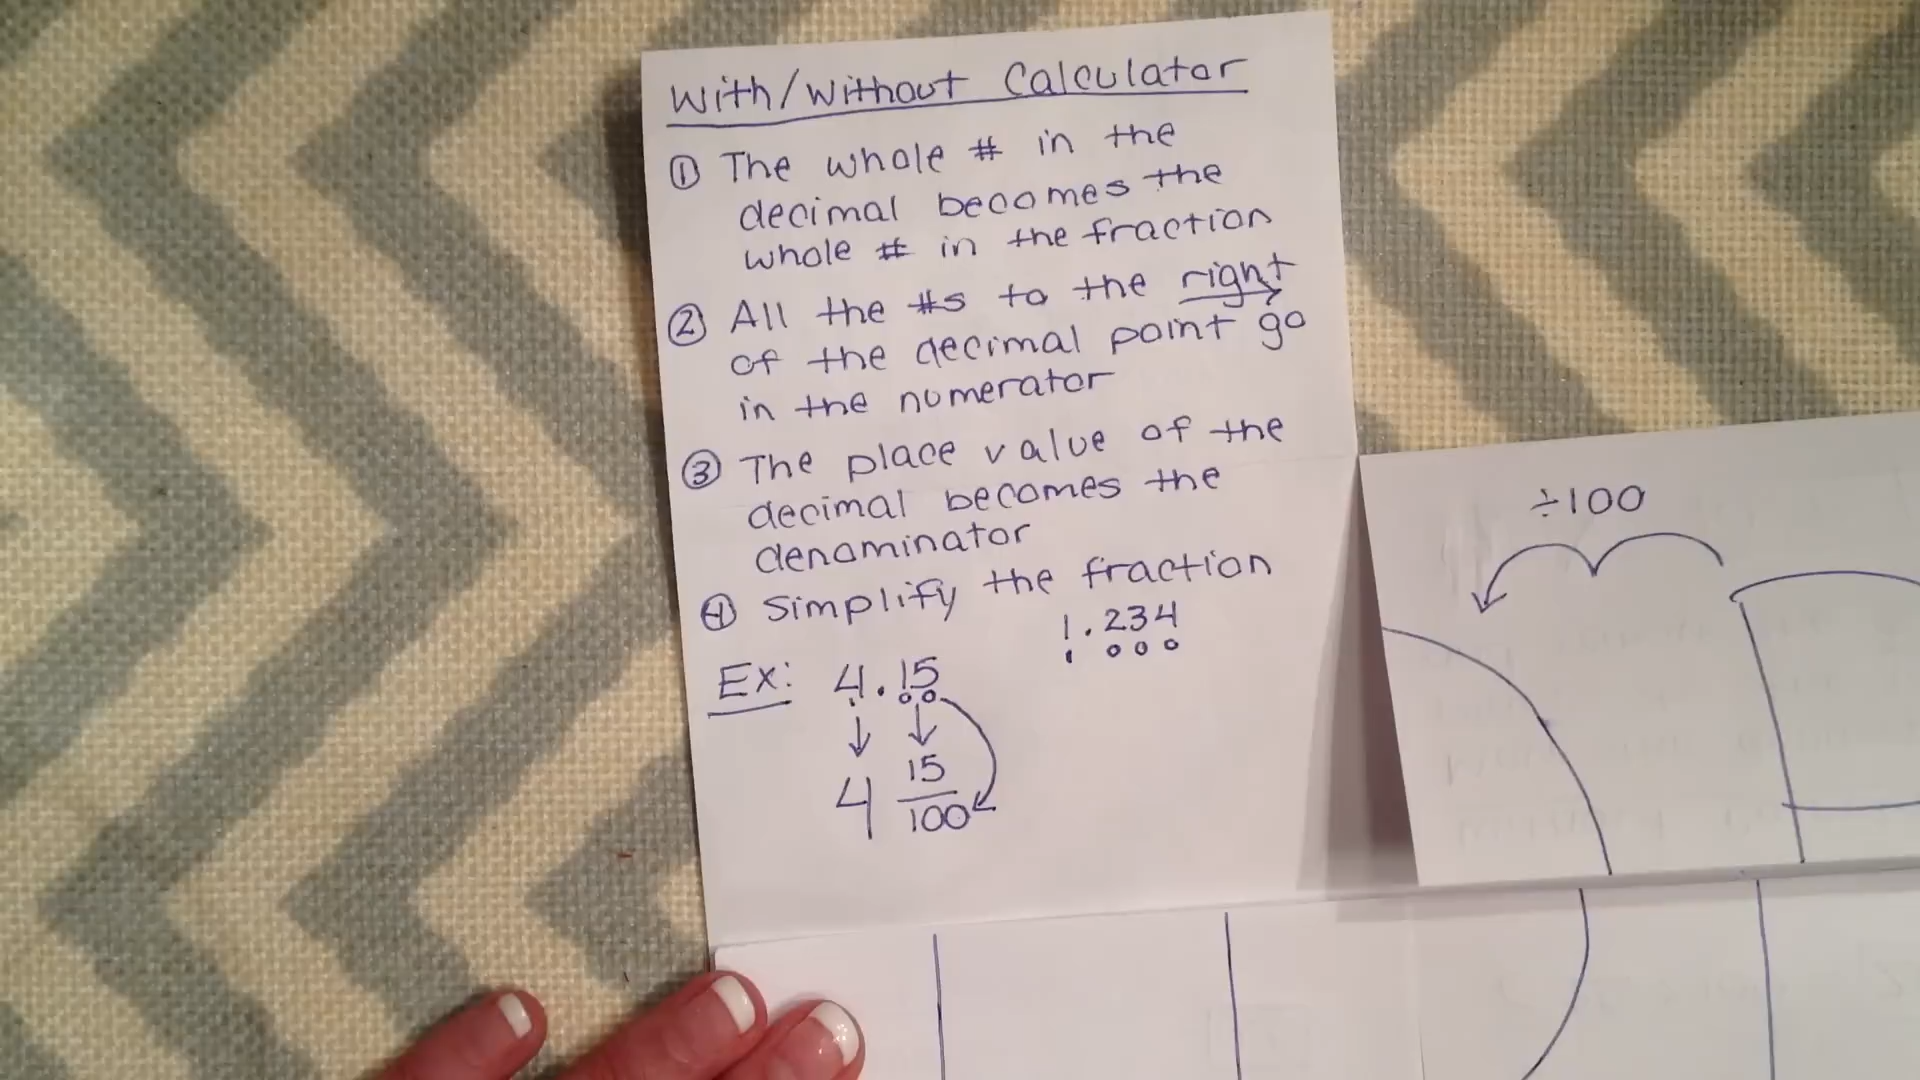 With/Without Calculator
① The whole # in the
decimal becomes the
whole # in the fraction
② All the #s to the right
of the decimal point go
in the numerator
③ The place value of the
decimal becomes the
denominator
④ Simplify the fraction
1.234
1 000
Ex: 4.15
00
4 15/100
÷100